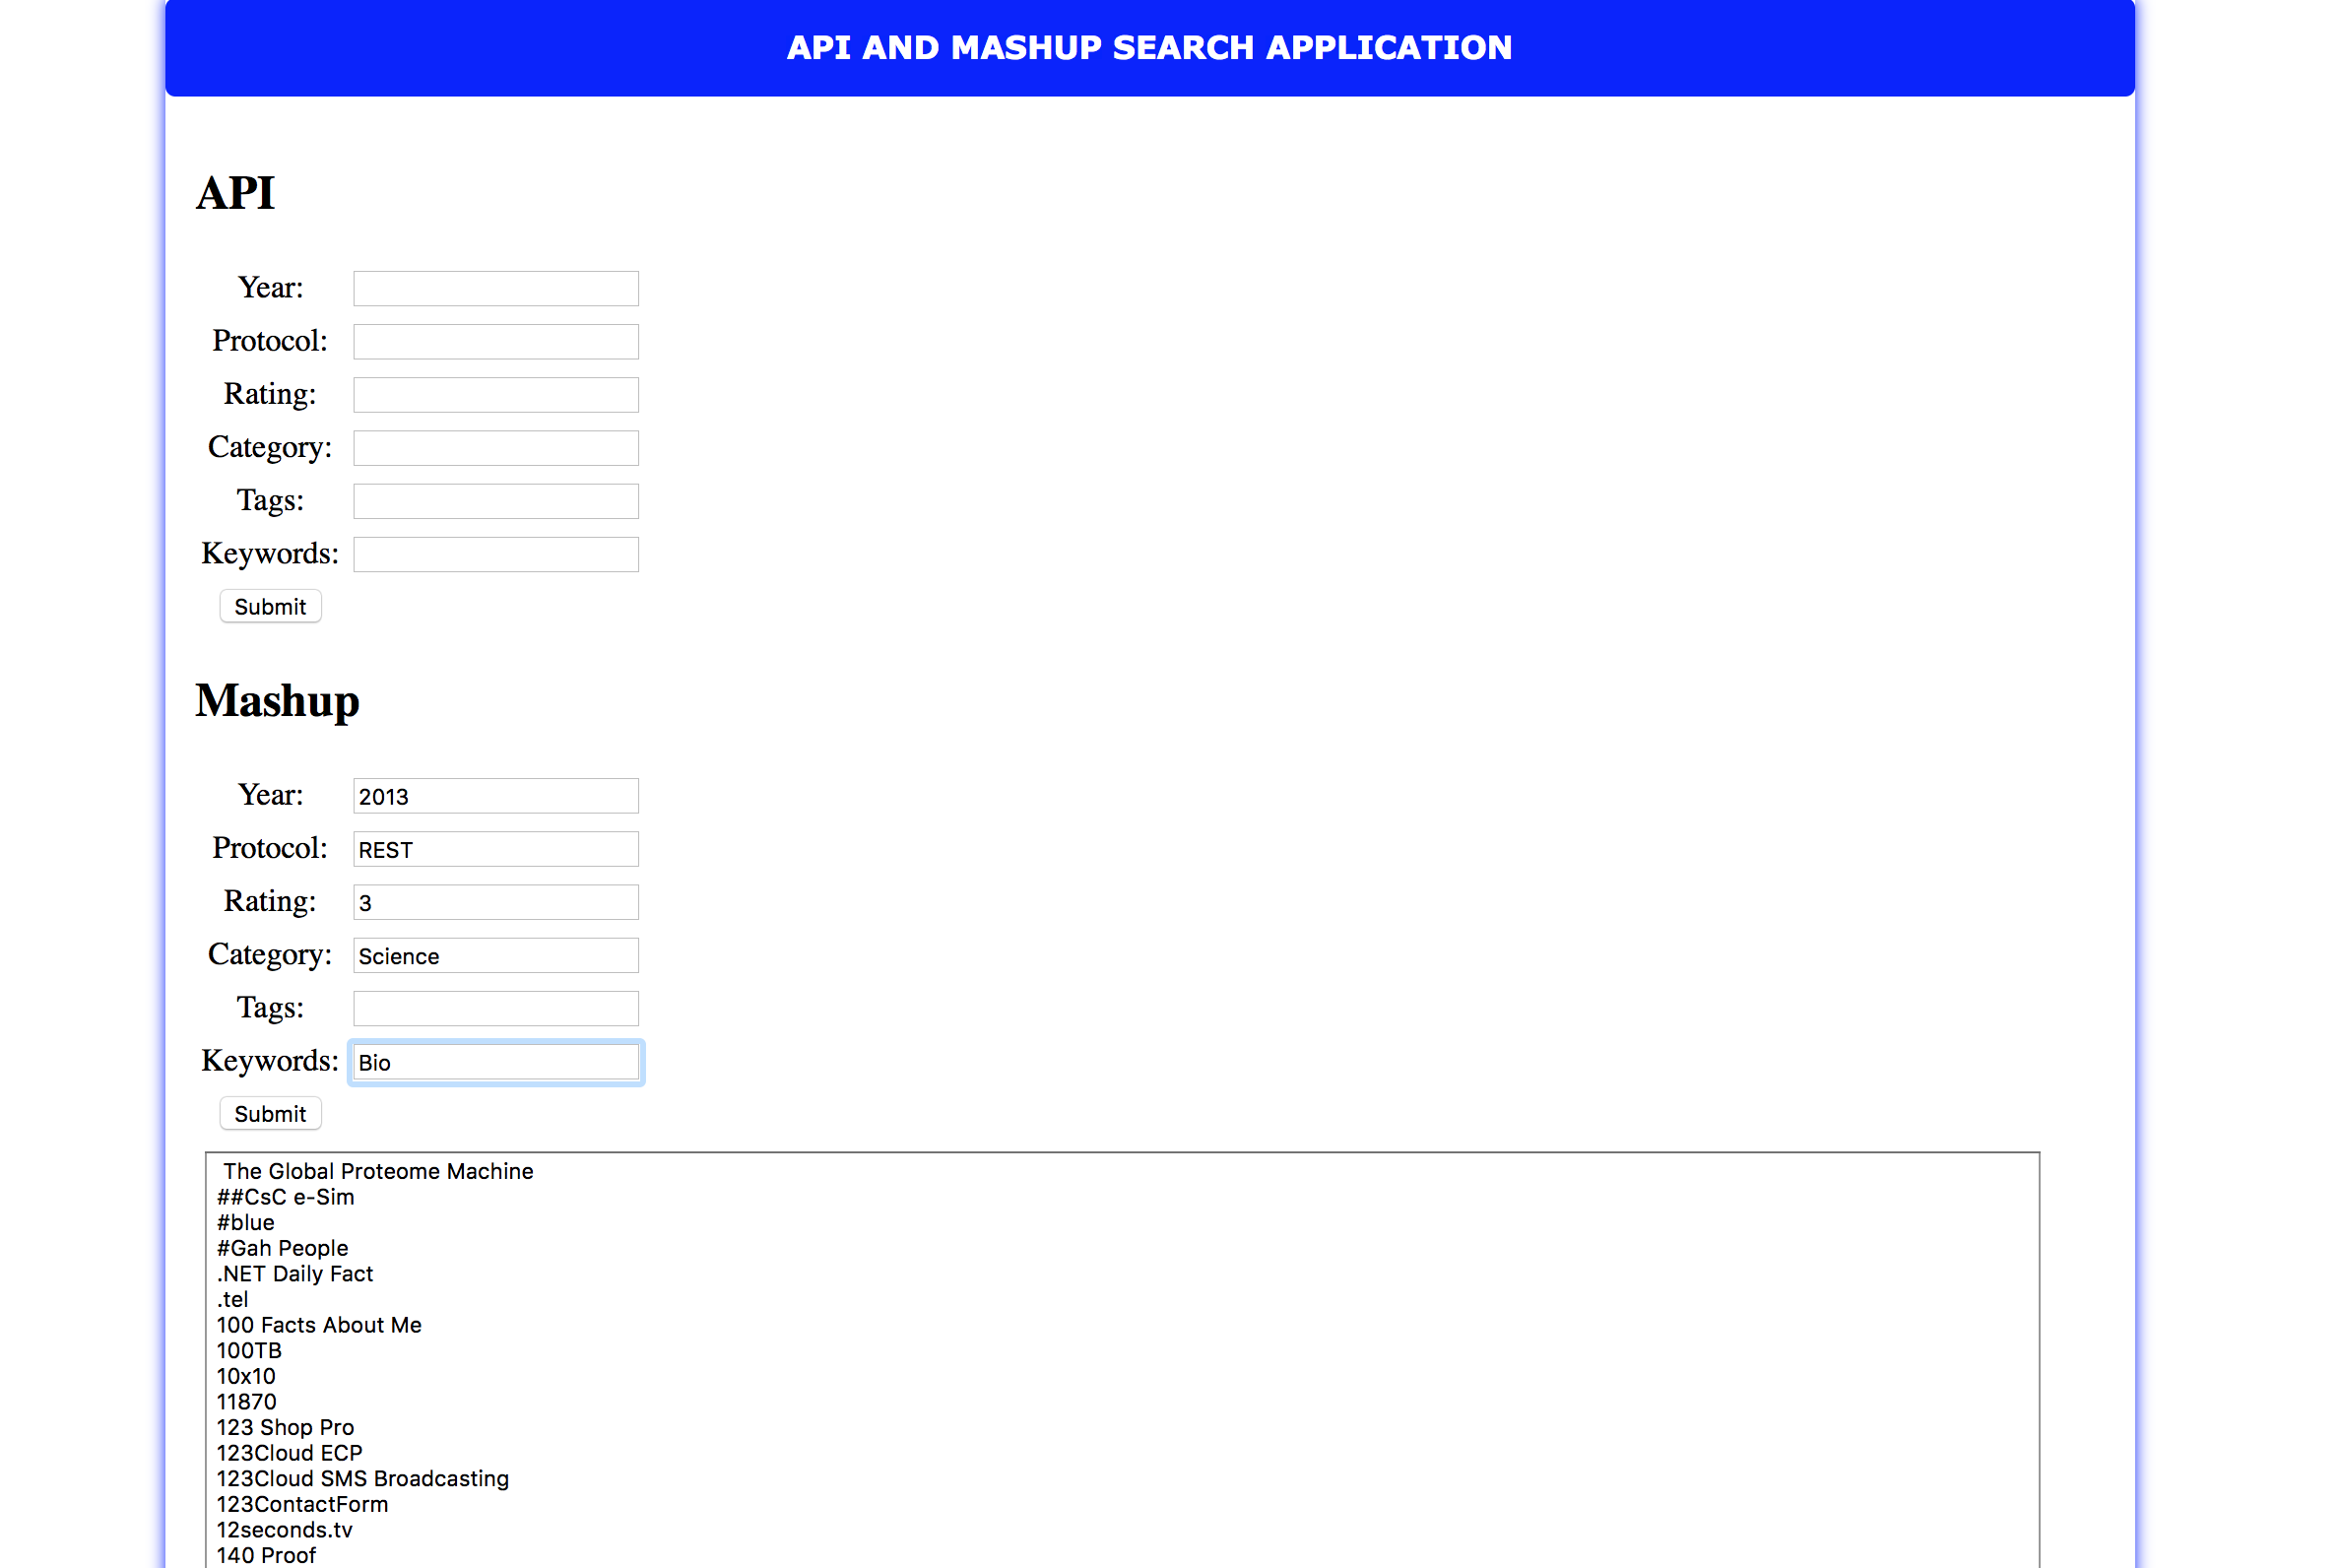 API AND MASHUP SEARCH APPLICATION
API
Year:
Protocol:
Rating:
Category:
Tags:
Keywords:
Submit
Mashup
Year: 2013
Protocol: REST
Rating: 3
Category: Science
Tags:
Keywords: Bio
Submit
The Global Proteome Machine
##CsC e-Sim
#blue
#Gah People
.NET Daily Fact
.tel
100 Facts About Me
100TB
10x10
11870
123 Shop Pro
123Cloud ECP
123Cloud SMS Broadcasting
123ContactForm
12seconds.tv
140 Proof